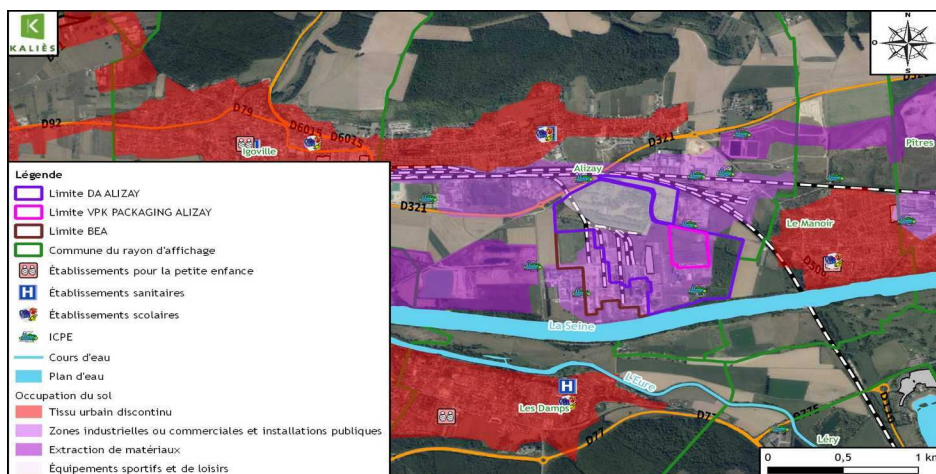 KALIÈS
N
O
E
S
D92
D79
D6015
D6015
Igoville
D321
D321
Alizay
Pîtres
D321
Le Manoir
La Seine
L'Eure
Les Damps
D77
Léry
Légende
Limite DA ALIZAY
Limite VPK PACKAGING ALIZAY
Limite BEA
Commune du rayon d'affichage
Établissements pour la petite enfance
H Établissements sanitaires
Établissements scolaires
ICPE
Cours d'eau
Plan d'eau
Occupation du sol
Tissu urbain discontinu
Zones industrielles ou commerciales et installations publiques
Extraction de matériaux
Équipements sportifs et de loisirs
H
0 0,5 1 km